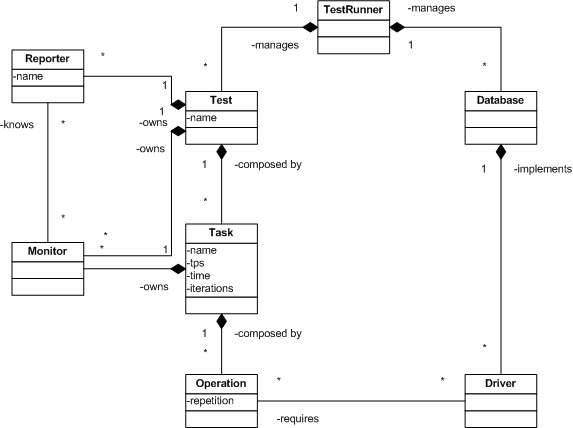 1
TestRunner
-manages
-manages
1
Reporter
-name
*
*
*
1
Test
-name
1
-owns
-owns
Database
-knows
*
1
-composed by
1
-implements
*
*
*
*
1
Monitor
Task
-name
-tps
-time
-iterations
-owns
1
-composed by
*
*
Operation
-repetition
*
*
Driver
-requires